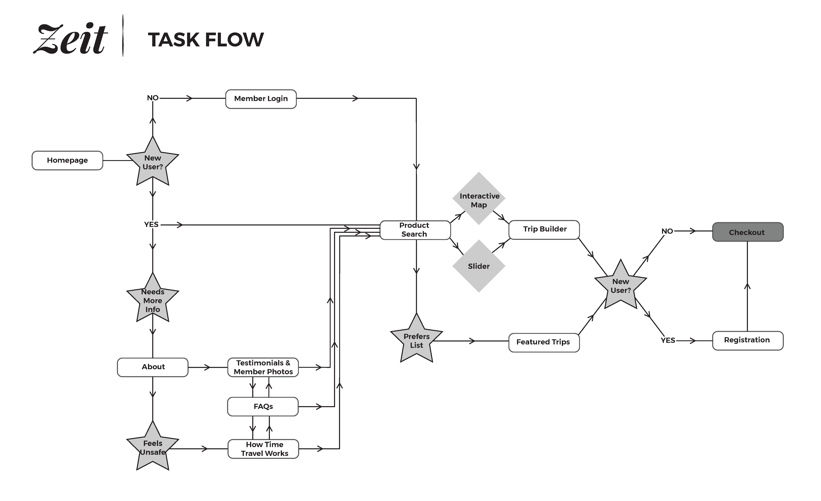 Zeit
TASK FLOW
NO
Member Login
Homepage
New
User?
YES
Product
Search
Interactive
Map
Slider
Trip Builder
NO
Checkout
New
User?
Needs
More
Info
Prefers
List
Featured Trips
YES
Registration
About
Testimonials &
Member Photos
FAQs
Feels
Unsafe
How Time
Travel Works